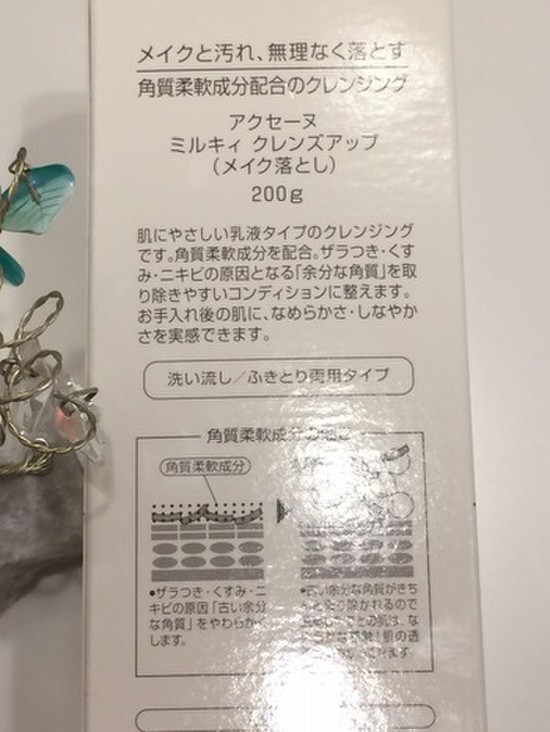 メイクと汚れ、無理なく落とす
角質柔軟成分配合のクレンジング
アクセーヌ
ミルキィ クレンズアップ
（メイク落とし）
200g
肌にやさしい乳液タイプのクレンジング
です。角質柔軟成分を配合。ザラつき・くす
み・ニキビの原因となる「余分な角質」を取
り除きやすいコンディションに整えます。
お手入れ後の肌に、なめらかさ・しなやか
さを実感できます。
洗い流し／ふきとり両用タイプ
角質柔軟成分の
角質柔軟成分
•ザラつき・くすみ・ニ
キビの原因「古い余分
な角質」をやわらかく
します。
•古い余分な角質がきち
り除かれるので
の肌は、な
！肌の透